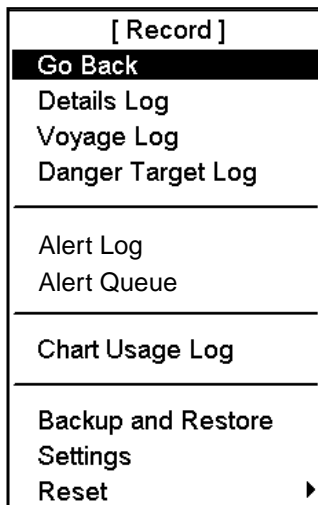 [ Record ]
Go Back
Details Log
Voyage Log
Danger Target Log
Alert Log
Alert Queue
Chart Usage Log
Backup and Restore
Settings
Reset